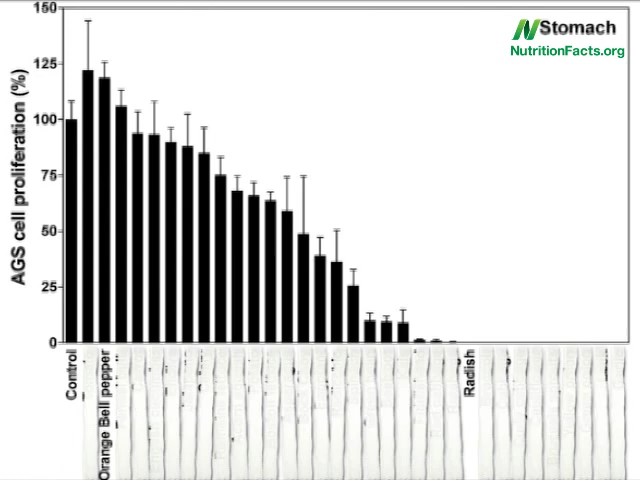 Stomach
NutritionFacts.org
AGS cell proliferation (%)
150
125
100
75
50
25
0
Control
Orange Bell pepper
Radish